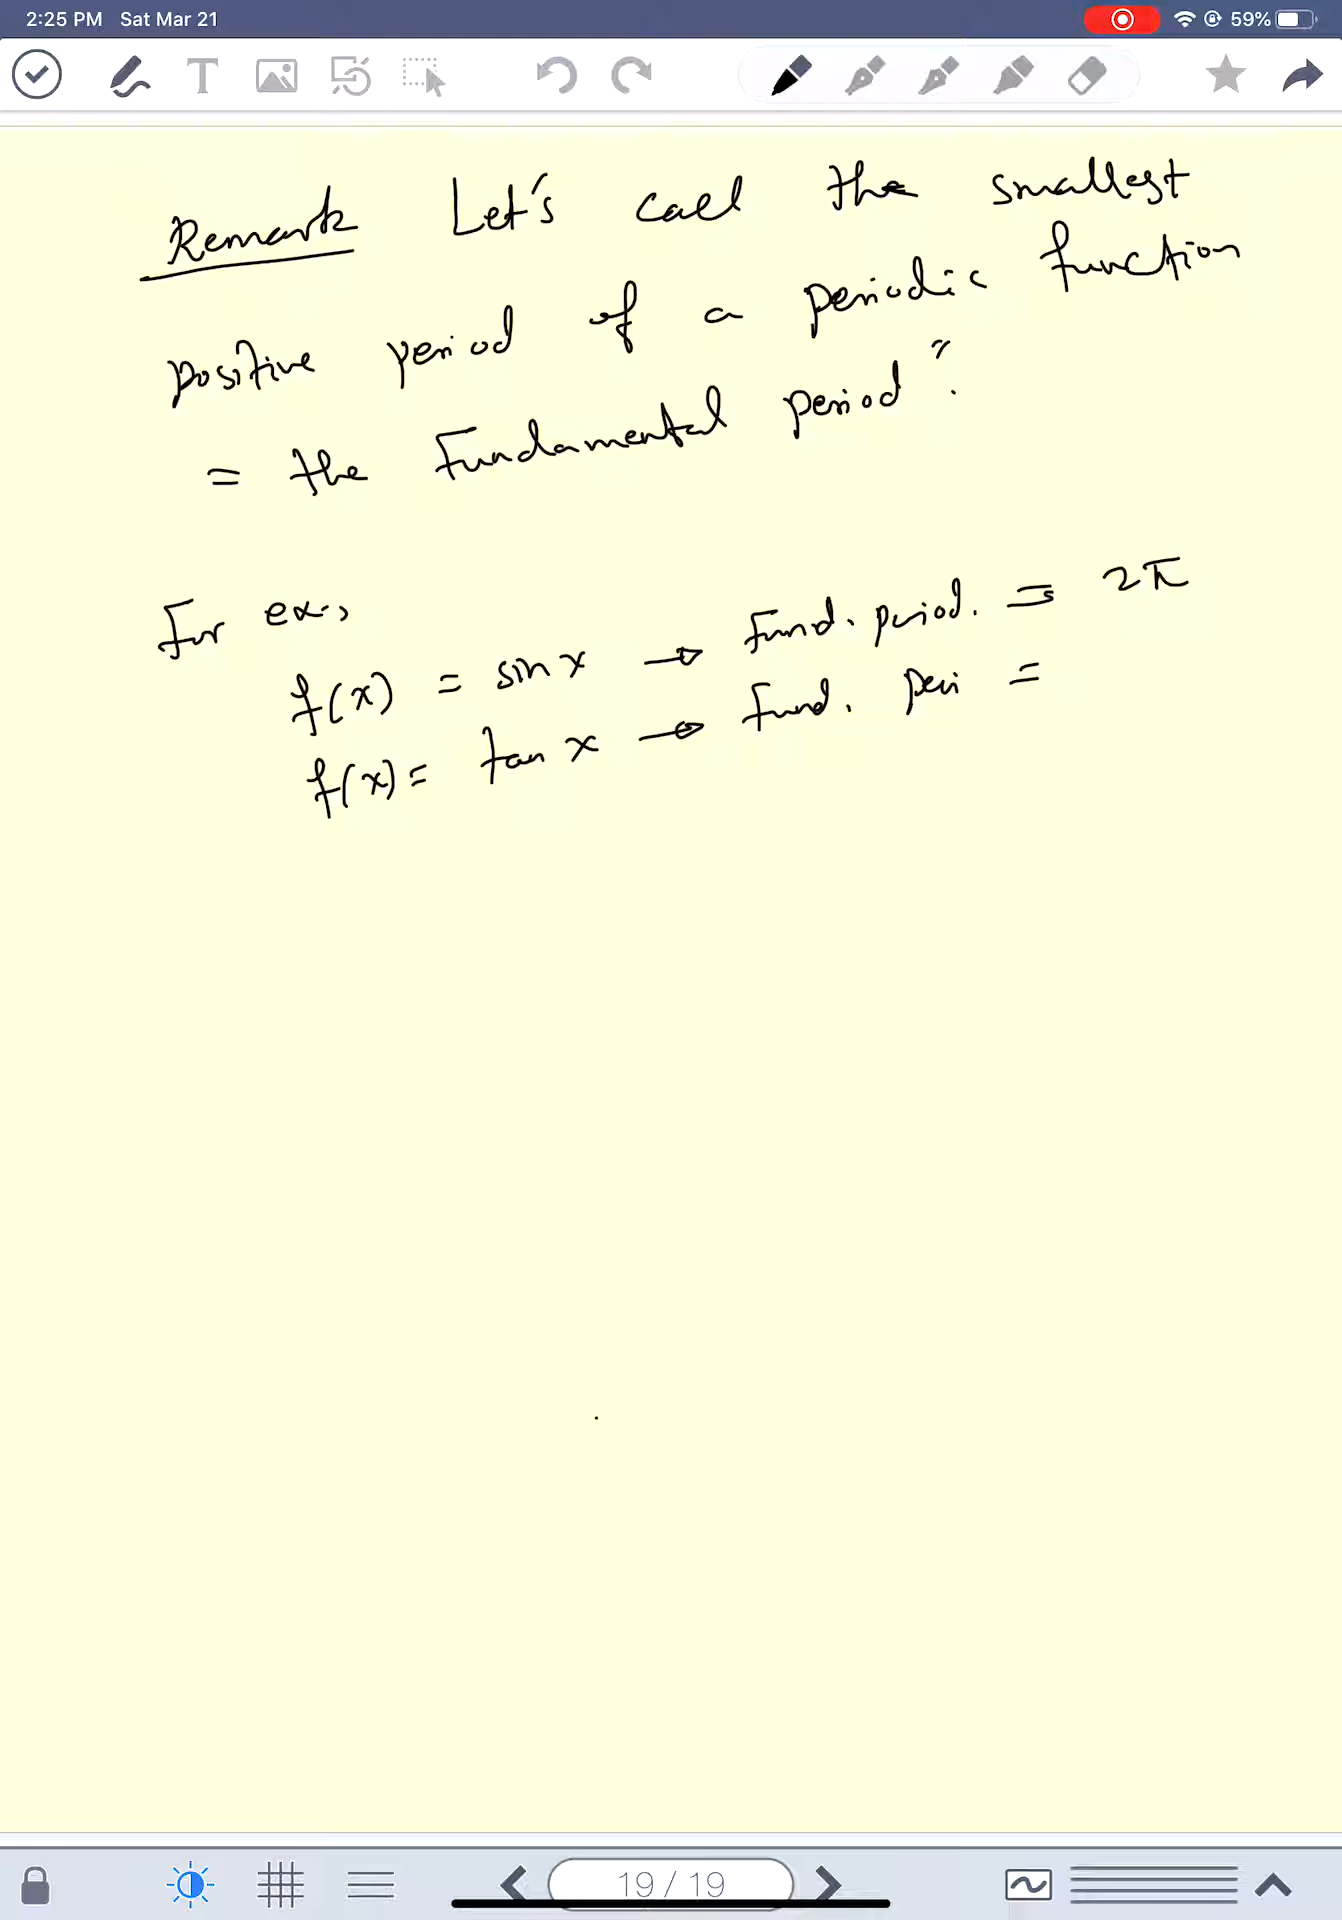 2:25 PM Sat Mar 21 59%
T
Remark Let's call the smallest
positive period of a periodic function
= the Fundamental period".
For ex.,
f(x) = sin x → Fund. period. = 2π
f(x) = tan x → Fund. peri =
19 / 19